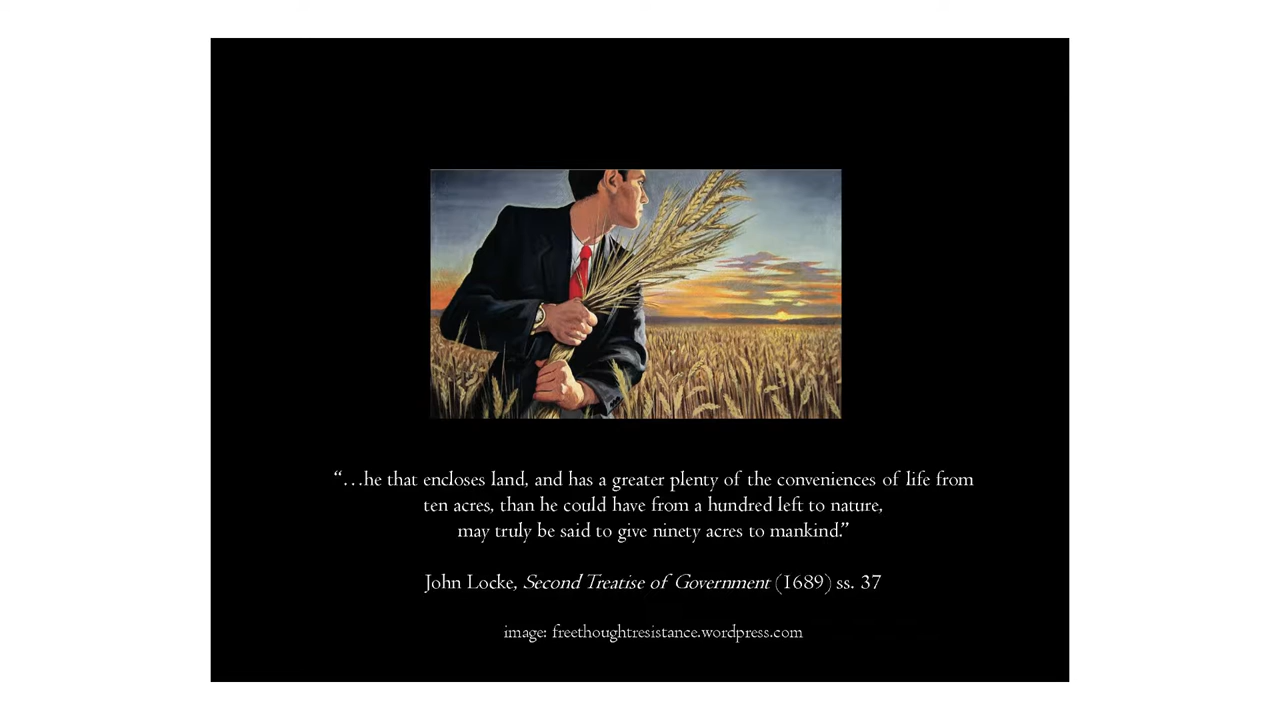 “…he that encloses land, and has a greater plenty of the conveniences of life from
ten acres, than he could have from a hundred left to nature,
may truly be said to give ninety acres to mankind.”
John Locke, Second Treatise of Government (1689) ss. 37
image: freethoughtresistance.wordpress.com